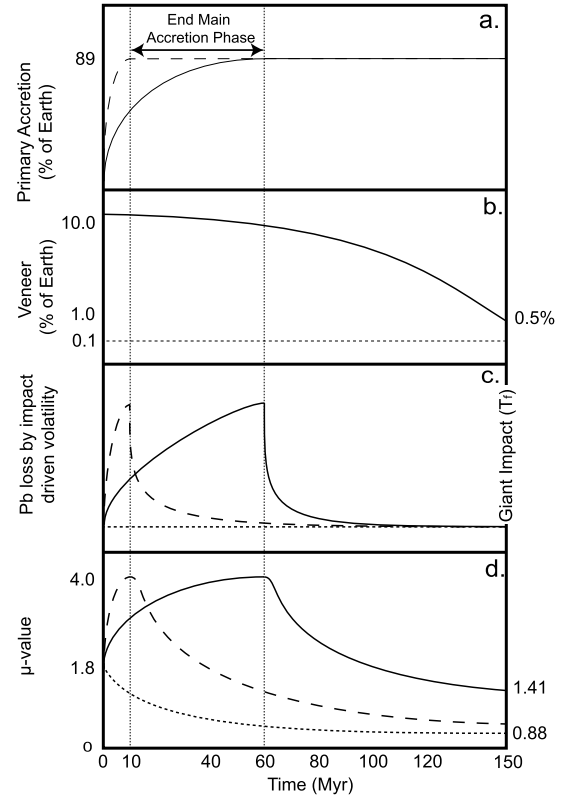 a.
End Main
Accretion Phase
89
Primary Accretion
(% of Earth)
b.
10.0
1.0
0.1
Veneer
(% of Earth)
0.5%
c.
Pb loss by impact
driven volatility
Giant Impact (Tf)
d.
4.0
1.8
0
μ-value
1.41
0.88
0 10 40 60 80 100 120 150
Time (Myr)